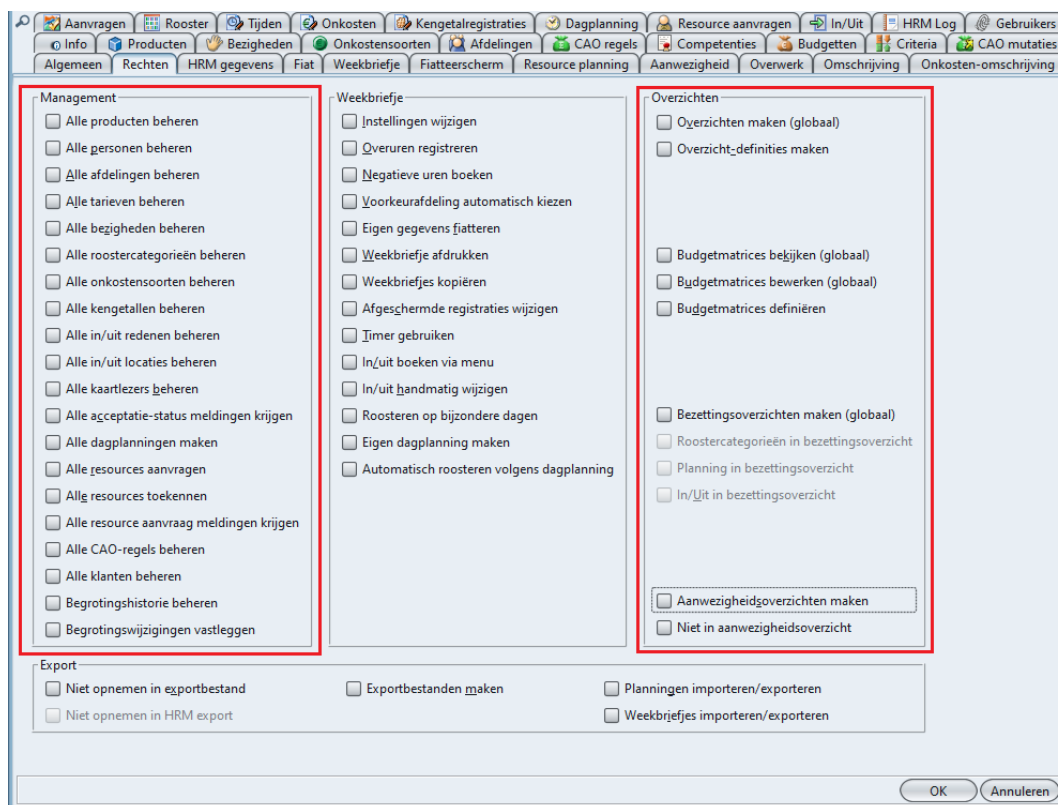 Aanvragen Rooster Tijden Onkosten Kengetalregistraties Dagplanning Resource aanvragen In/Uit HRM Log Gebruikers
Info Producten Bezigheden Onkostensoorten Afdelingen CAO regels Competenties Budgetten Criteria CAO mutaties
Algemeen Rechten HRM gegevens Fiat Weekbriefje Fiatteerscherm Resource planning Aanwezigheid Overwerk Omschrijving Onkosten-omschrijving
Management
Alle producten beheren
Alle personen beheren
Alle afdelingen beheren
Alle tarieven beheren
Alle bezigheden beheren
Alle roostercategorieën beheren
Alle onkostensoorten beheren
Alle kengetallen beheren
Alle in/uit redenen beheren
Alle in/uit locaties beheren
Alle kaartlezers beheren
Alle acceptatie-status meldingen krijgen
Alle dagplanningen maken
Alle resources aanvragen
Alle resources toekennen
Alle resource aanvraag meldingen krijgen
Alle CAO-regels beheren
Alle klanten beheren
Begrotingshistorie beheren
Begrotingswijzigingen vastleggen
Weekbriefje
Instellingen wijzigen
Overuren registreren
Negatieve uren boeken
Voorkeurafdeling automatisch kiezen
Eigen gegevens fiatteren
Weekbriefje afdrukken
Weekbriefjes kopiëren
Afgeschermde registraties wijzigen
Timer gebruiken
In/uit boeken via menu
In/uit handmatig wijzigen
Roosteren op bijzondere dagen
Eigen dagplanning maken
Automatisch roosteren volgens dagplanning
Overzichten
Overzichten maken (globaal)
Overzicht-definities maken
Budgetmatrices bekijken (globaal)
Budgetmatrices bewerken (globaal)
Budgetmatrices definiëren
Bezettingsoverzichten maken (globaal)
Roostercategorieën in bezettingsoverzicht
Planning in bezettingsoverzicht
In/Uit in bezettingsoverzicht
Aanwezigheidsoverzichten maken
Niet in aanwezigheidsoverzicht
Export
Niet opnemen in exportbestand
Niet opnemen in HRM export
Exportbestanden maken
Planningen importeren/exporteren
Weekbriefjes importeren/exporteren
OK Annuleren